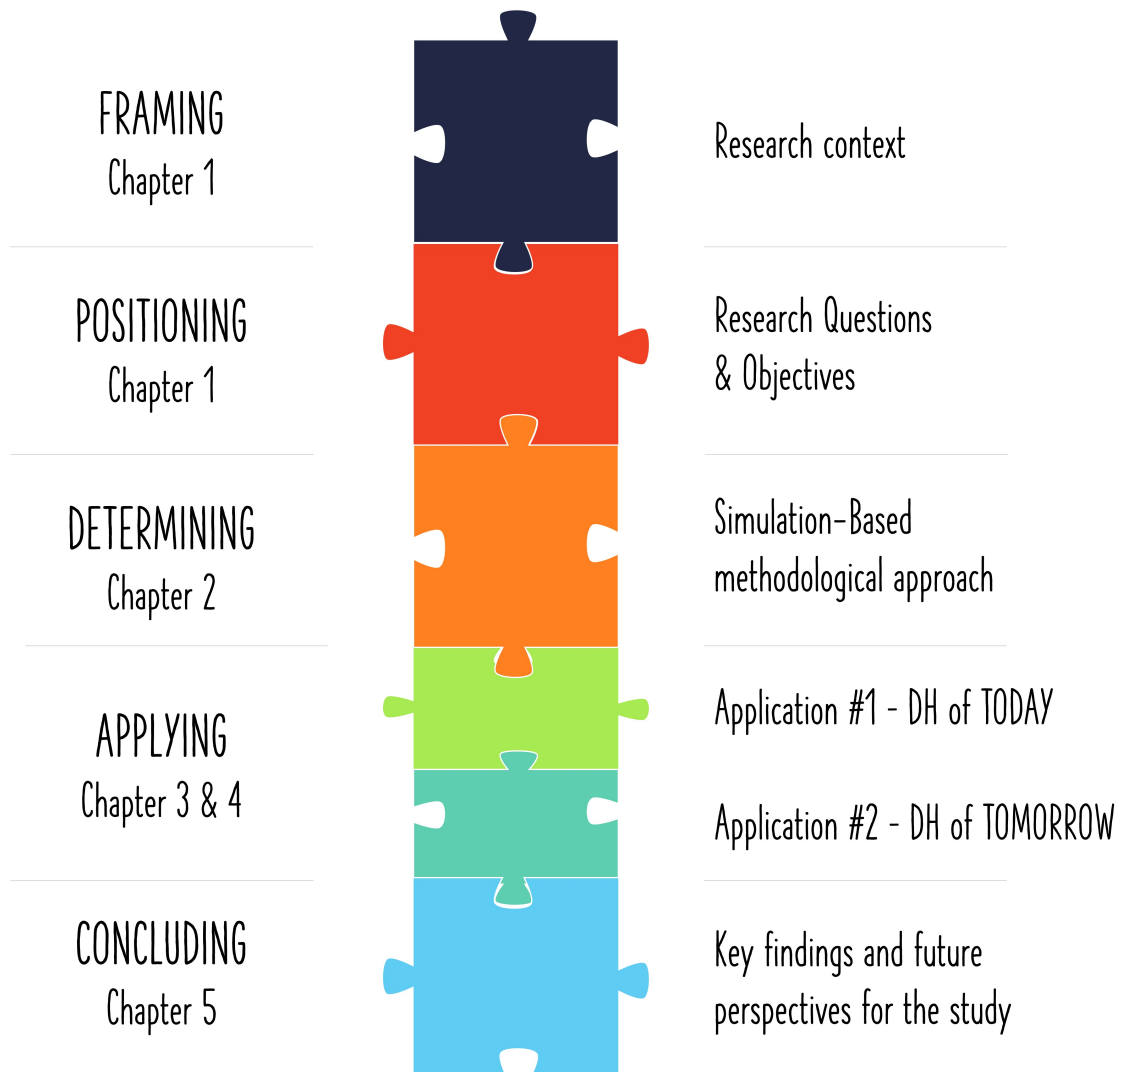 FRAMING
Chapter 1
Research context
POSITIONING
Chapter 1
Research Questions
& Objectives
DETERMINING
Chapter 2
Simulation-Based
methodological approach
APPLYING
Chapter 3 & 4
Application #1 - DH of TODAY
Application #2 - DH of TOMORROW
CONCLUDING
Chapter 5
Key findings and future
perspectives for the study